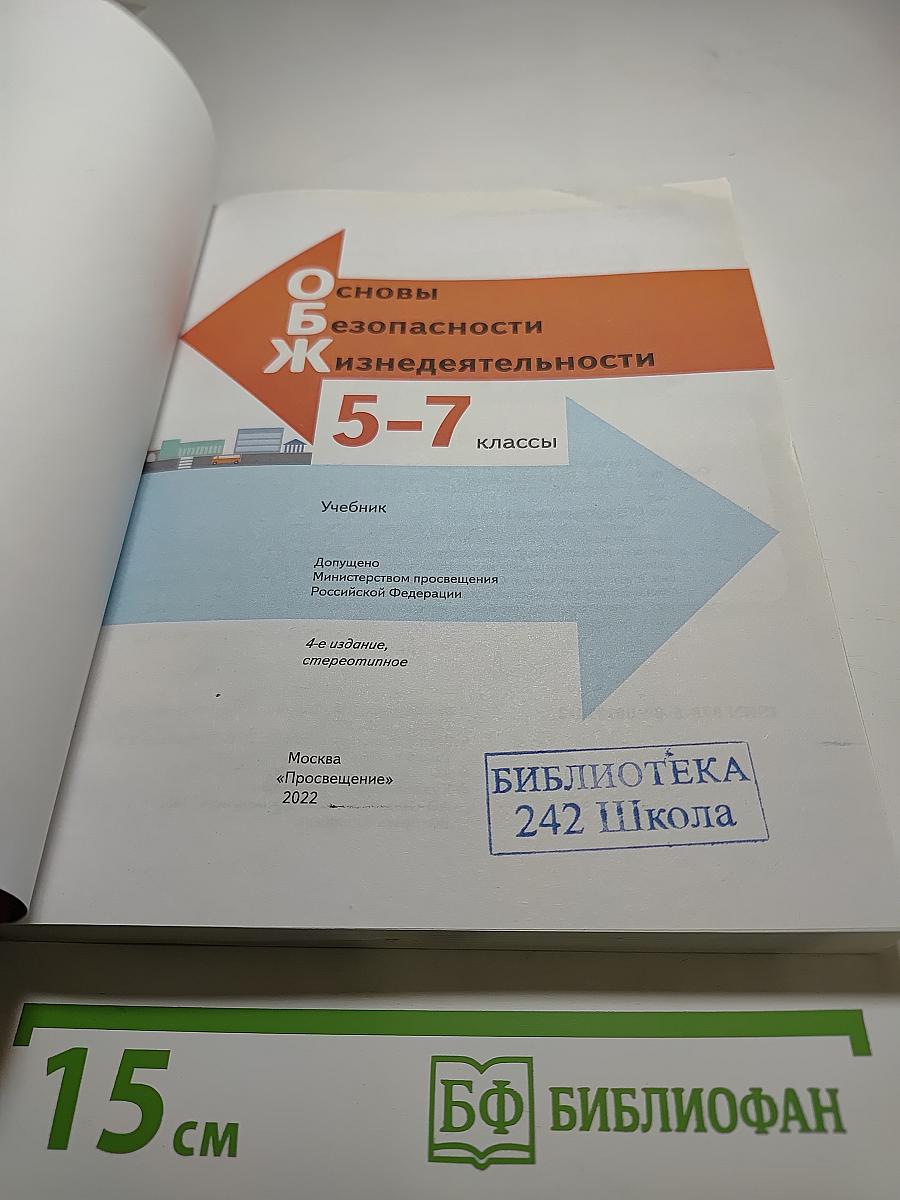 Основы
Безопасности
Жизнедеятельности
5–7 классы
Учебник
Допущено
Министерством просвещения
Российской Федерации
4-е издание,
стереотипное
Москва
«Просвещение»
2022
БИБЛИОТЕКА
242 Школа
15 см
БФ БИБЛИОФАН